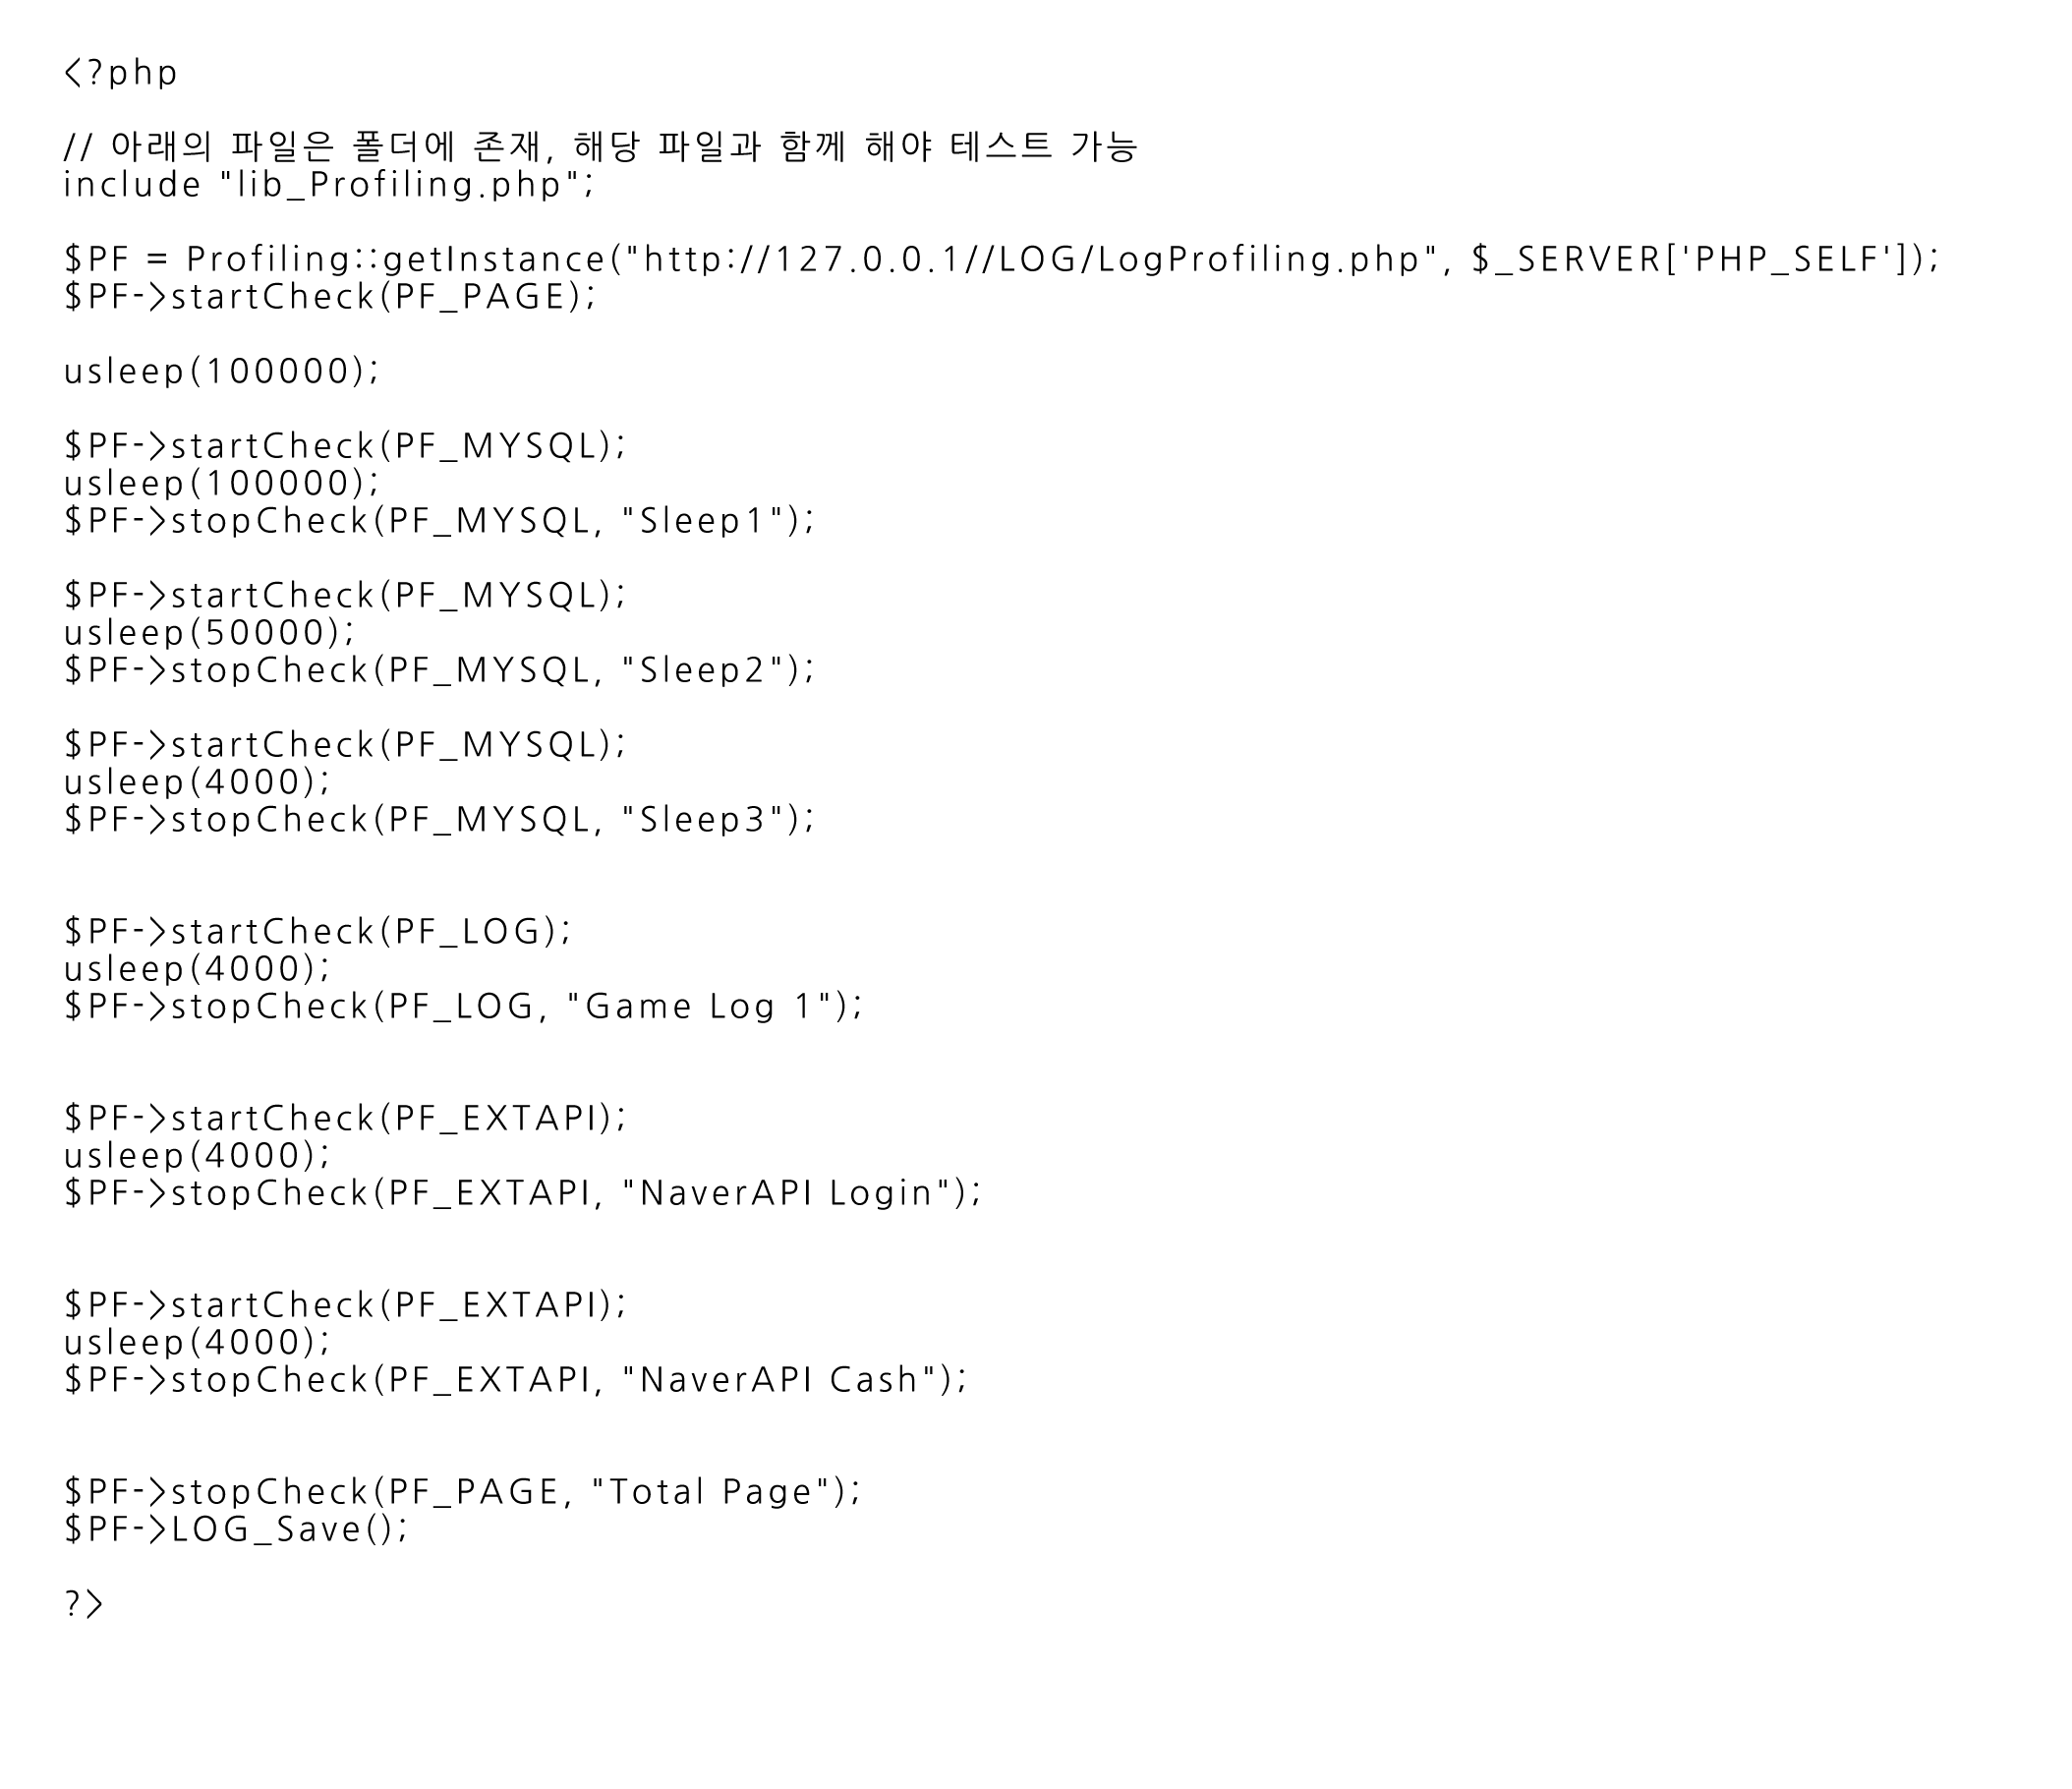 <?php
// 아래의 파일은 폴더에 존재, 해당 파일과 함께 해야 테스트 가능
include "lib_Profiling.php";
$PF = Profiling::getInstance("http://127.0.0.1//LOG/LogProfiling.php", $_SERVER['PHP_SELF']);
$PF->startCheck(PF_PAGE);
usleep(100000);
$PF->startCheck(PF_MYSQL);
usleep(100000);
$PF->stopCheck(PF_MYSQL, "Sleep1");
$PF->startCheck(PF_MYSQL);
usleep(50000);
$PF->stopCheck(PF_MYSQL, "Sleep2");
$PF->startCheck(PF_MYSQL);
usleep(4000);
$PF->stopCheck(PF_MYSQL, "Sleep3");
$PF->startCheck(PF_LOG);
usleep(4000);
$PF->stopCheck(PF_LOG, "Game Log 1");
$PF->startCheck(PF_EXTAPI);
usleep(4000);
$PF->stopCheck(PF_EXTAPI, "NaverAPI Login");
$PF->startCheck(PF_EXTAPI);
usleep(4000);
$PF->stopCheck(PF_EXTAPI, "NaverAPI Cash");
$PF->stopCheck(PF_PAGE, "Total Page");
$PF->LOG_Save();
?>